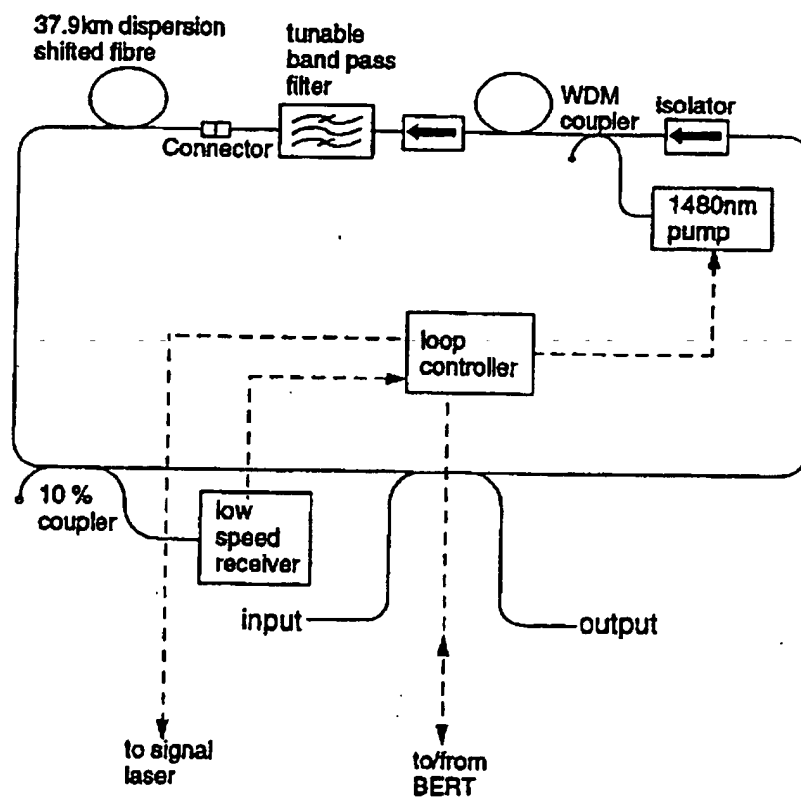 37.9km dispersion
shifted fibre
tunable
band pass
filter
WDM
coupler
isolator
Connector
1480nm
pump
loop
controller
10 %
coupler
low
speed
receiver
input
output
to signal
laser
to/from
BERT